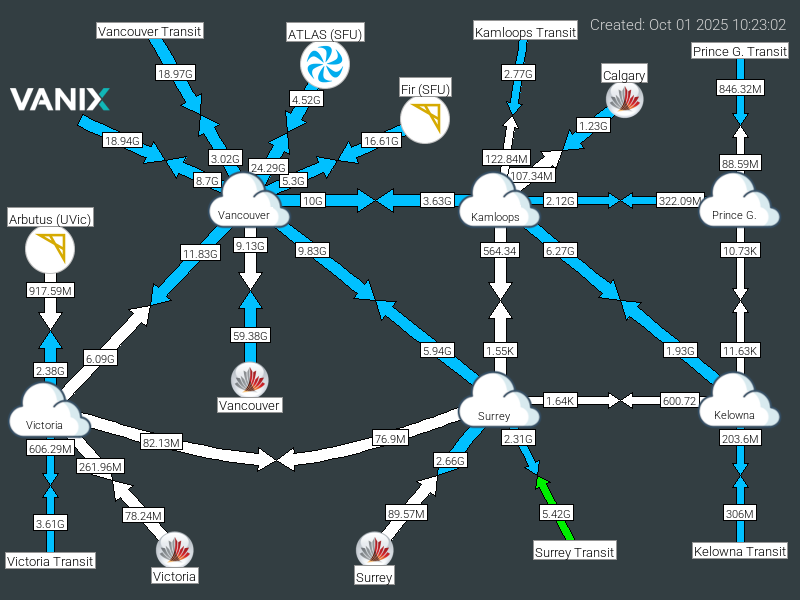 Created: Oct 01 2025 10:23:02
Vancouver Transit
ATLAS (SFU)
Kamloops Transit
Prince G. Transit
18.97G
2.77G
Calgary
846.32M
Fir (SFU)
VANIX
4.52G
1.23G
18.94G
16.61G
3.02G
122.84M
88.59M
24.29G
8.7G
5.3G
107.34M
10G
3.63G
2.12G
322.09M
Vancouver
Kamloops
Prince G.
Arbutus (UVic)
11.83G
9.13G
9.83G
564.34
6.27G
10.73K
917.59M
59.38G
5.94G
1.55K
1.93G
11.63K
6.09G
2.38G
Vancouver
1.64K
600.72
Victoria
Surrey
Kelowna
606.29M
82.13M
76.9M
2.31G
203.6M
261.96M
2.66G
3.61G
78.24M
89.57M
5.42G
306M
Victoria Transit
Victoria
Surrey
Surrey Transit
Kelowna Transit